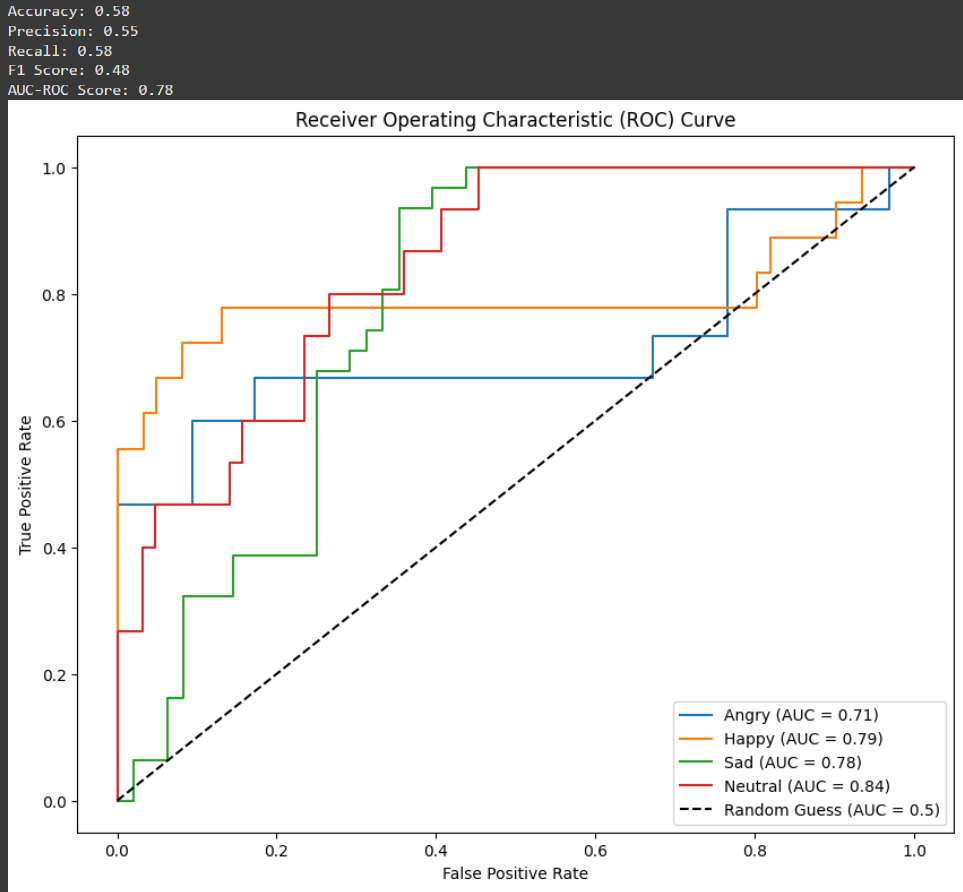 Accuracy: 0.58
Precision: 0.55
Recall: 0.58
F1 Score: 0.48
AUC-ROC Score: 0.78
Receiver Operating Characteristic (ROC) Curve
True Positive Rate
1.0
0.8
0.6
0.4
0.2
0.0
Angry (AUC = 0.71)
Happy (AUC = 0.79)
Sad (AUC = 0.78)
Neutral (AUC = 0.84)
Random Guess (AUC = 0.5)
0.0 0.2 0.4 0.6 0.8 1.0
False Positive Rate